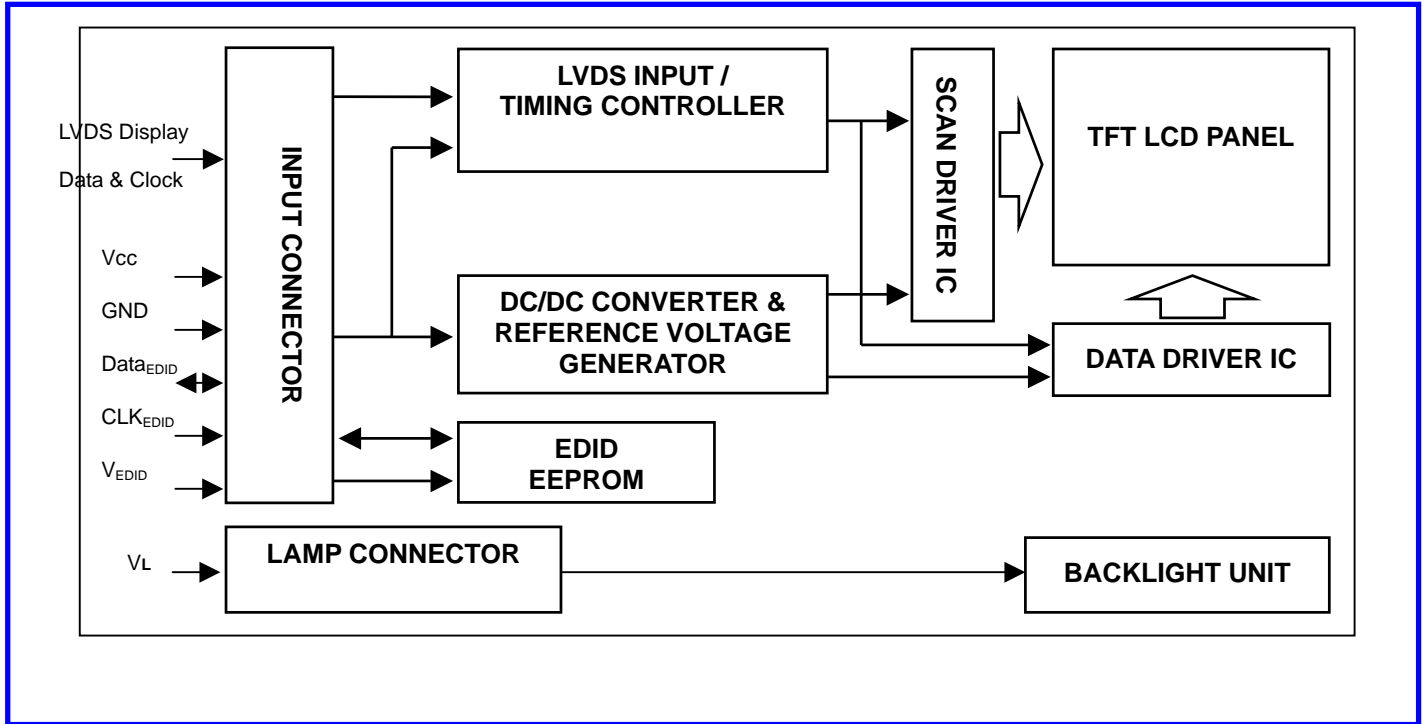 LVDS Display
Data & Clock
Vcc
GND
DataEDID
CLKEDID
VEDID
VL
INPUT CONNECTOR
LVDS INPUT /
TIMING CONTROLLER
DC/DC CONVERTER &
REFERENCE VOLTAGE
GENERATOR
EDID
EEPROM
LAMP CONNECTOR
SCAN DRIVER IC
TFT LCD PANEL
DATA DRIVER IC
BACKLIGHT UNIT